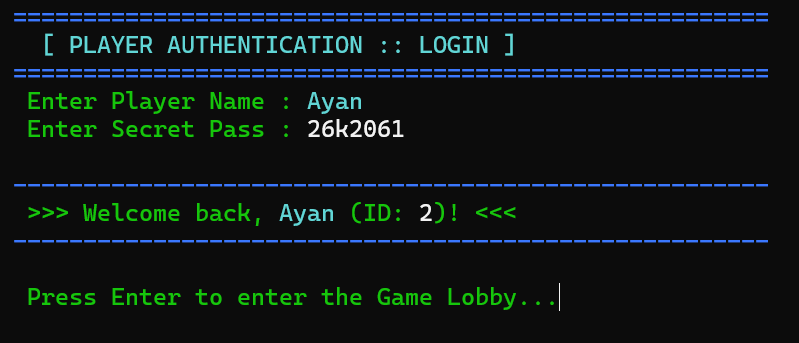 ======================================================
[ PLAYER AUTHENTICATION :: LOGIN ]
======================================================
Enter Player Name : Ayan
Enter Secret Pass : 26k2061
------------------------------------------------------
>>> Welcome back, Ayan (ID: 2)! <<<
------------------------------------------------------
Press Enter to enter the Game Lobby...